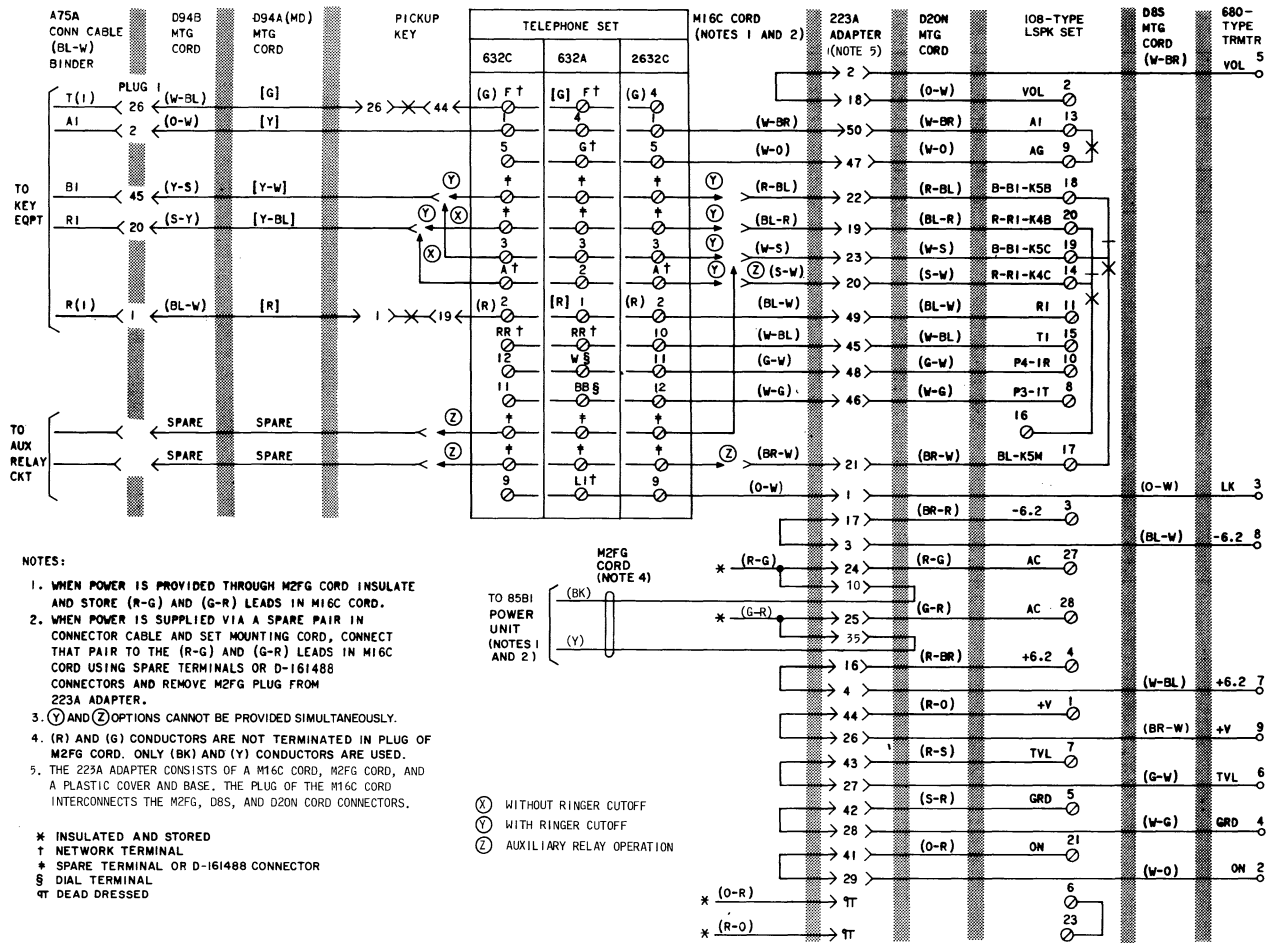 A75A CONN CABLE (BL-W) BINDER
D94B MTG CORD
D94A (MD) MTG CORD
PICKUP KEY
TELEPHONE SET
632C 632A 2632C
M16C CORD (NOTES 1 AND 2)
223A ADAPTER (NOTE 5)
D20N MTG CORD
108-TYPE LSPK SET
D8S MTG CORD
680-TYPE TRMTR
PLUG 1
2 (W-BR) VOL 5
T(1) 26 (W-BL) [G] 26 44 (G) F† [G] F† (G) 4
18 (O-W) VOL 2
A1 2 (O-W) [Y] 1 4 1 (W-BR) 50 (W-BR) A1 13
5 G† 5 (W-O) 47 (W-O) AG 9
TO KEY EQPT
B1 45 (Y-S) [Y-W] Y ‡ ‡ ‡ Y (R-BL) 22 (R-BL) B-B1-K5B 18
R1 20 (S-Y) [Y-BL] Y X ‡ ‡ ‡ Y (BL-R) 19 (BL-R) R-R1-K4B 20
X 3 3 3 Y (W-S) 23 (W-S) B-B1-K5C 19
A† 2 A† Y Z (S-W) 20 (S-W) R-R1-K4C 14
R(1) 1 (BL-W) [R] 1 19 (R) 2 [R] 1 (R) 2 (BL-W) 49 (BL-W) R1 11
RR† RR† 10 (W-BL) 45 (W-BL) T1 15
12 W§ 11 (G-W) 48 (G-W) P4-1R 10
11 BB§ 12 (W-G) 46 (W-G) P3-1T 8
TO AUX RELAY CKT
SPARE SPARE Z ‡ ‡ ‡ 16
SPARE SPARE Z ‡ ‡ ‡ Z (BR-W) 21 (BR-W) BL-K5M 17
9 L1† 9 (O-W) 1 (O-W) LK 3
17 (BR-R) -6.2 3
3 (BL-W) -6.2 8
M2FG CORD (NOTE 4)
* (R-G) 24 (R-G) AC 27
TO 85B1 POWER UNIT (NOTES 1 AND 2)
(BK) 10
* (G-R) 25 (G-R) AC 28
(Y) 35
16 (R-BR) +6.2 4
4 (W-BL) +6.2 7
44 (R-O) +V 1
26 (BR-W) +V 9
43 (R-S) TVL 7
27 (G-W) TVL 6
42 (S-R) GRD 5
28 (W-G) GRD 4
41 (O-R) ON 21
29 (W-O) ON 2
* (O-R) ¶ 6
* (R-O) ¶ 23
NOTES:
1. WHEN POWER IS PROVIDED THROUGH M2FG CORD INSULATE
AND STORE (R-G) AND (G-R) LEADS IN M16C CORD.
2. WHEN POWER IS SUPPLIED VIA A SPARE PAIR IN
CONNECTOR CABLE AND SET MOUNTING CORD, CONNECT
THAT PAIR TO THE (R-G) AND (G-R) LEADS IN M16C
CORD USING SPARE TERMINALS OR D-161488
CONNECTORS AND REMOVE M2FG PLUG FROM
223A ADAPTER.
3. Ⓨ AND Ⓩ OPTIONS CANNOT BE PROVIDED SIMULTANEOUSLY.
4. (R) AND (G) CONDUCTORS ARE NOT TERMINATED IN PLUG OF
M2FG CORD. ONLY (BK) AND (Y) CONDUCTORS ARE USED.
5. THE 223A ADAPTER CONSISTS OF A M16C CORD, M2FG CORD, AND
A PLASTIC COVER AND BASE. THE PLUG OF THE M16C CORD
INTERCONNECTS THE M2FG, D8S, AND D20N CORD CONNECTORS.
* INSULATED AND STORED
† NETWORK TERMINAL
‡ SPARE TERMINAL OR D-161488 CONNECTOR
§ DIAL TERMINAL
¶ DEAD DRESSED
Ⓧ WITHOUT RINGER CUTOFF
Ⓨ WITH RINGER CUTOFF
Ⓩ AUXILIARY RELAY OPERATION